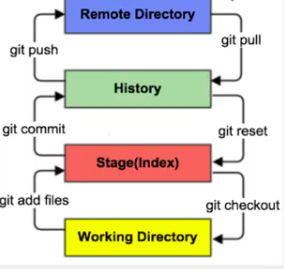 Remote Directory
git push
git pull
History
git commit
git reset
Stage(Index)
git add files
git checkout
Working Directory